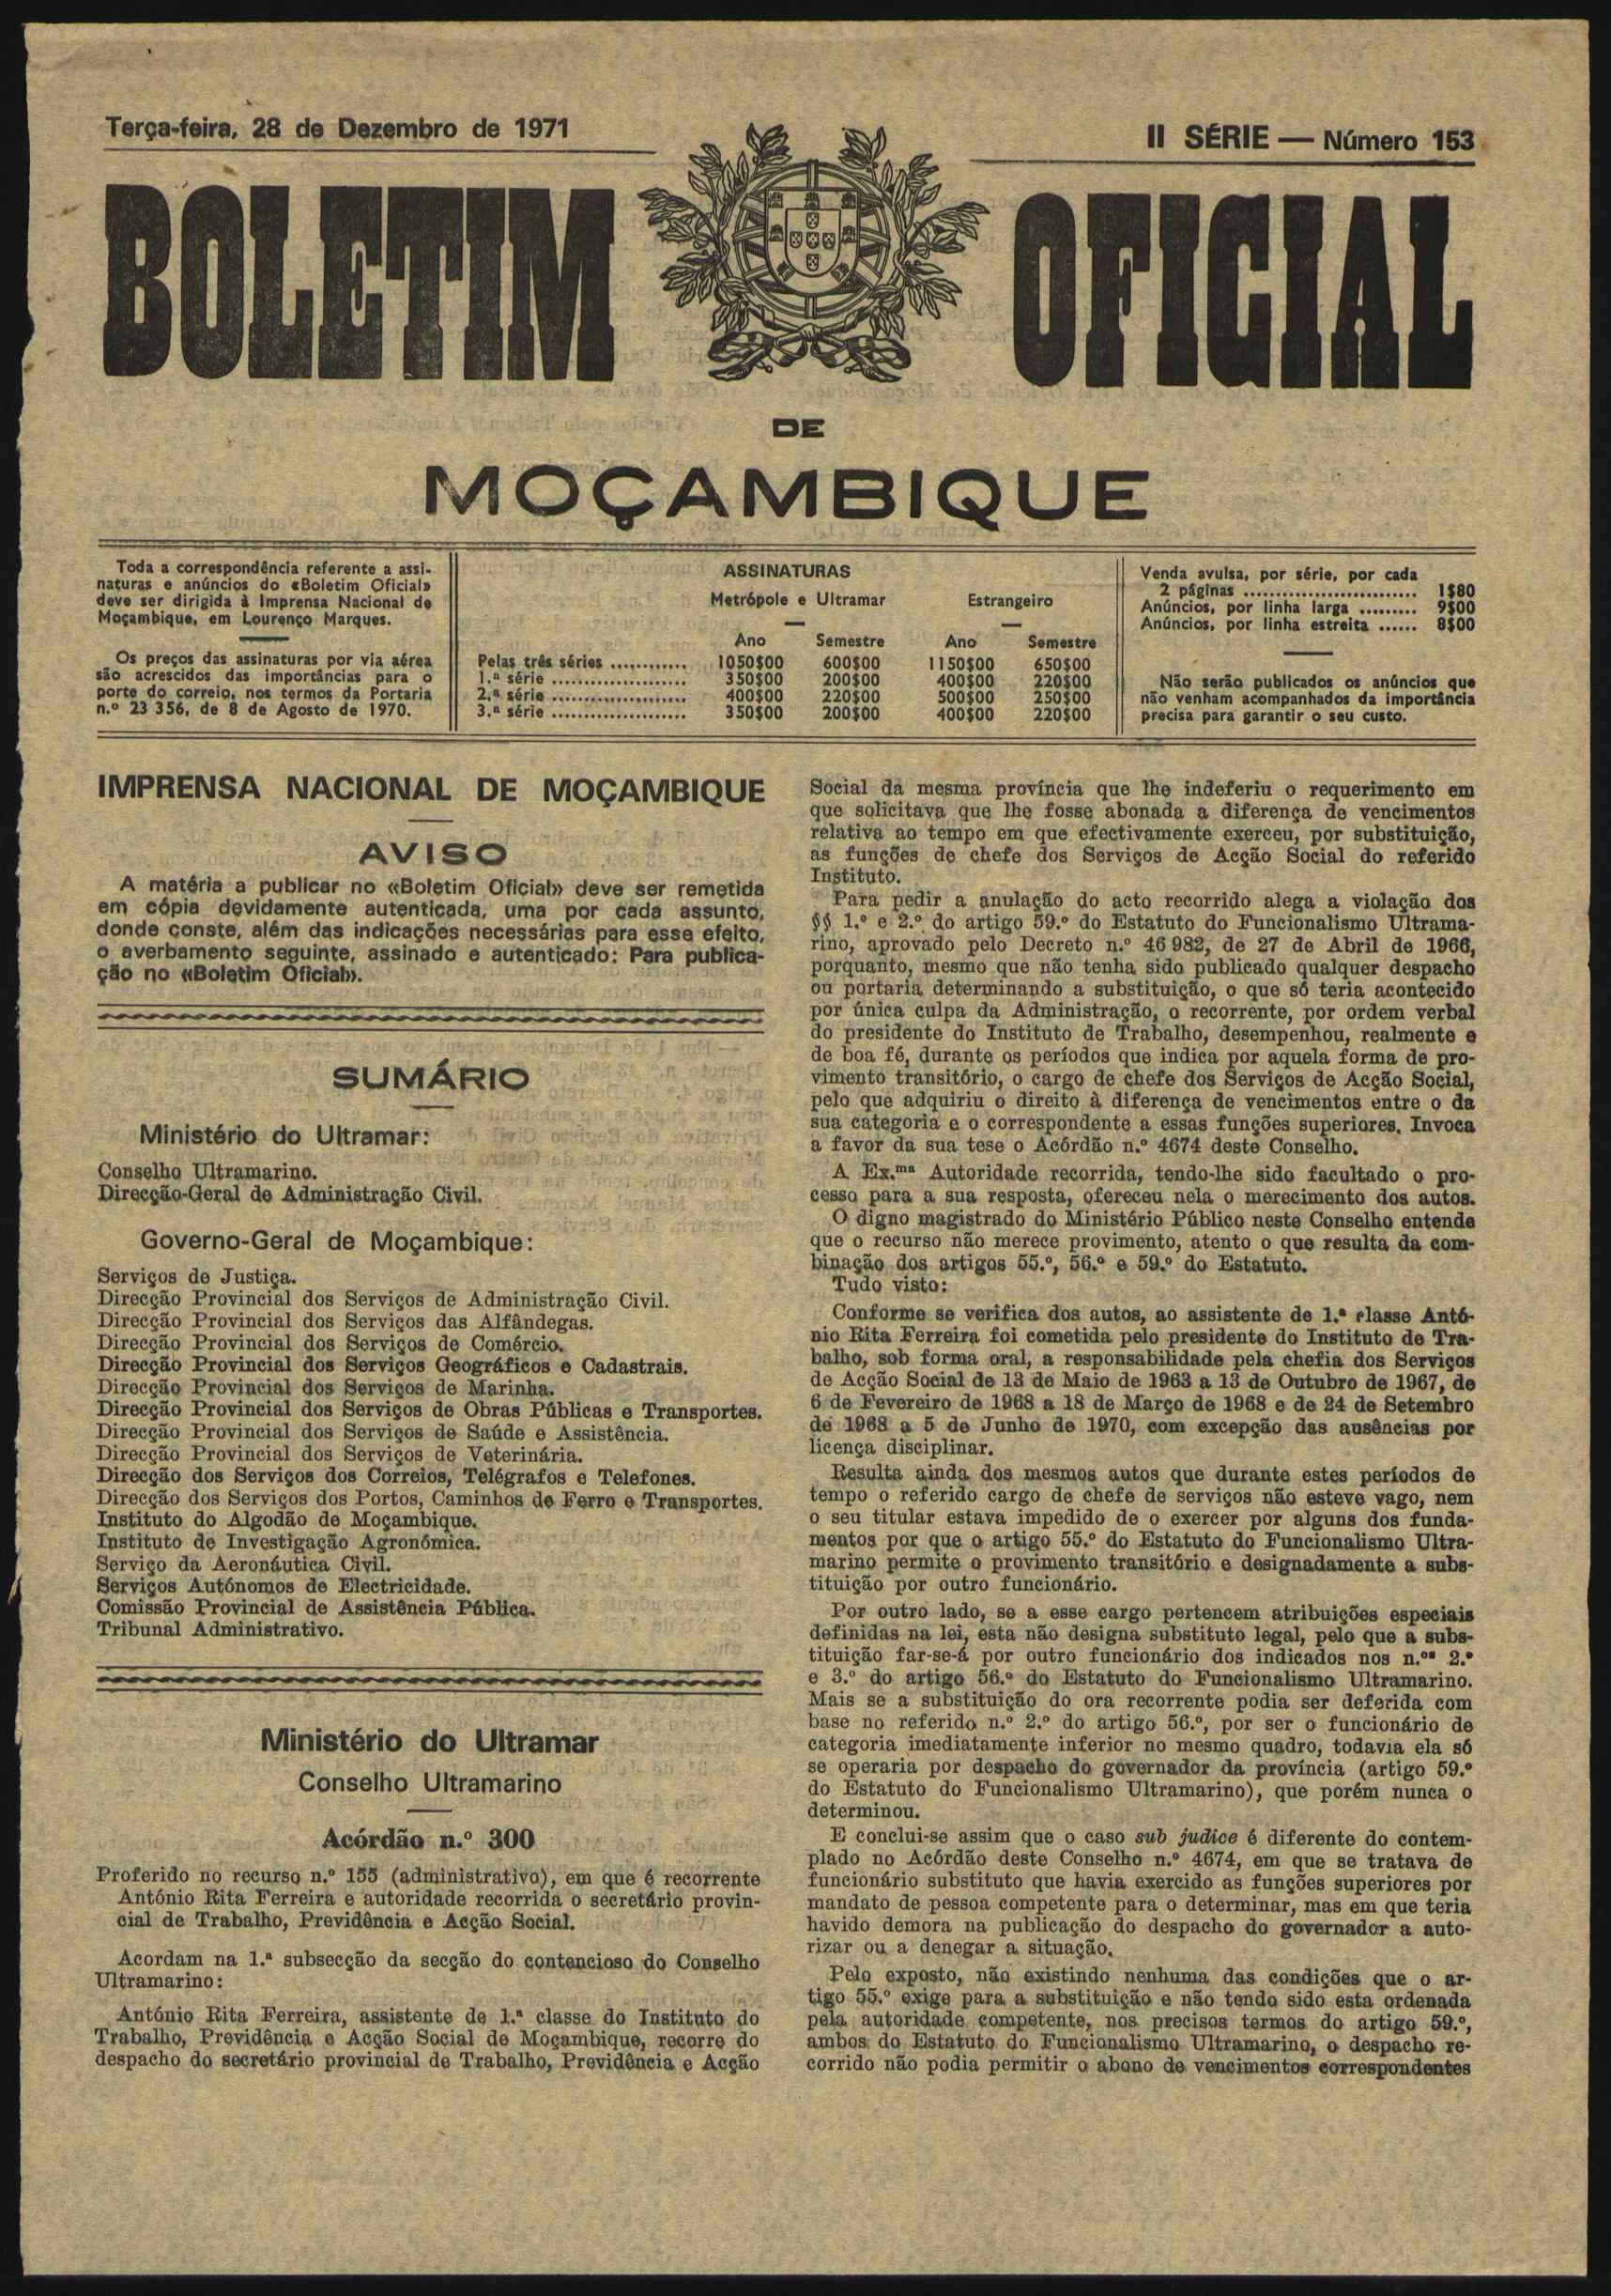 Terça-feira, 28 de Dezembro de 1971
II SÉRIE — Número 153
BOLETIM OFICIAL
DE
MOÇAMBIQUE
Toda a correspondência referente a assi-
naturas e anúncios do «Boletim Oficial»
deve ser dirigida à Imprensa Nacional de
Moçambique, em Lourenço Marques.
Os preços das assinaturas por via aérea
são acrescidos das importâncias para o
porte do correio, nos termos da Portaria
n.º 23 356, de 8 de Agosto de 1970.
ASSINATURAS
Metrópole e Ultramar Estrangeiro
Ano Semestre Ano Semestre
Pelas três séries ............ 1050$00 600$00 1150$00 650$00
1.ª série ..................... 350$00 200$00 400$00 220$00
2.ª série ..................... 400$00 220$00 500$00 250$00
3.ª série ..................... 350$00 200$00 400$00 220$00
Venda avulsa, por série, por cada
2 páginas ........................... 1$80
Anúncios, por linha larga ......... 9$00
Anúncios, por linha estreita ...... 8$00
Não serão publicados os anúncios que
não venham acompanhados da importância
precisa para garantir o seu custo.
IMPRENSA NACIONAL DE MOÇAMBIQUE
AVISO
A matéria a publicar no «Boletim Oficial» deve ser remetida
em cópia devidamente autenticada, uma por cada assunto,
donde conste, além das indicações necessárias para esse efeito,
o averbamento seguinte, assinado e autenticado: Para publica-
ção no «Boletim Oficial».
SUMÁRIO
Ministério do Ultramar:
Conselho Ultramarino.
Direcção-Geral de Administração Civil.
Governo-Geral de Moçambique:
Serviços de Justiça.
Direcção Provincial dos Serviços de Administração Civil.
Direcção Provincial dos Serviços das Alfândegas.
Direcção Provincial dos Serviços de Comércio.
Direcção Provincial dos Serviços Geográficos e Cadastrais.
Direcção Provincial dos Serviços de Marinha.
Direcção Provincial dos Serviços de Obras Públicas e Transportes.
Direcção Provincial dos Serviços de Saúde e Assistência.
Direcção Provincial dos Serviços de Veterinária.
Direcção dos Serviços dos Correios, Telégrafos e Telefones.
Direcção dos Serviços dos Portos, Caminhos de Ferro e Transportes.
Instituto do Algodão de Moçambique.
Instituto de Investigação Agronómica.
Serviço da Aeronáutica Civil.
Serviços Autónomos de Electricidade.
Comissão Provincial de Assistência Pública.
Tribunal Administrativo.
Ministério do Ultramar
Conselho Ultramarino
Acórdão n.º 300
Proferido no recurso n.º 155 (administrativo), em que é recorrente
António Rita Ferreira e autoridade recorrida o secretário provin-
cial de Trabalho, Previdência e Acção Social.
Acordam na 1.ª subsecção da secção do contencioso do Conselho
Ultramarino:
António Rita Ferreira, assistente de 1.ª classe do Instituto do
Trabalho, Previdência e Acção Social de Moçambique, recorre do
despacho do secretário provincial de Trabalho, Previdência e Acção
Social da mesma província que lhe indeferiu o requerimento em
que solicitava que lhe fosse abonada a diferença de vencimentos
relativa ao tempo em que efectivamente exerceu, por substituição,
as funções de chefe dos Serviços de Acção Social do referido
Instituto.
Para pedir a anulação do acto recorrido alega a violação dos
§§ 1.º e 2.º do artigo 59.º do Estatuto do Funcionalismo Ultrama-
rino, aprovado pelo Decreto n.º 46 982, de 27 de Abril de 1966,
porquanto, mesmo que não tenha sido publicado qualquer despacho
ou portaria determinando a substituição, o que só teria acontecido
por única culpa da Administração, o recorrente, por ordem verbal
do presidente do Instituto de Trabalho, desempenhou, realmente e
de boa fé, durante os períodos que indica por aquela forma de pro-
vimento transitório, o cargo de chefe dos Serviços de Acção Social,
pelo que adquiriu o direito à diferença de vencimentos entre o da
sua categoria e o correspondente a essas funções superiores. Invoca
a favor da sua tese o Acórdão n.º 4674 deste Conselho.
A Ex.ma Autoridade recorrida, tendo-lhe sido facultado o pro-
cesso para a sua resposta, ofereceu nela o merecimento dos autos.
O digno magistrado do Ministério Público neste Conselho entende
que o recurso não merece provimento, atento o que resulta da com-
binação dos artigos 55.º, 56.º e 59.º do Estatuto.
Tudo visto:
Conforme se verifica dos autos, ao assistente de 1.ª classe Antó-
nio Rita Ferreira foi cometida pelo presidente do Instituto de Tra-
balho, sob forma oral, a responsabilidade pela chefia dos Serviços
de Acção Social de 13 de Maio de 1963 a 13 de Outubro de 1967, de
6 de Fevereiro de 1968 a 18 de Março de 1968 e de 24 de Setembro
de 1968 a 5 de Junho de 1970, com excepção das ausências por
licença disciplinar.
Resulta ainda dos mesmos autos que durante estes períodos de
tempo o referido cargo de chefe de serviços não esteve vago, nem
o seu titular estava impedido de o exercer por alguns dos funda-
mentos por que o artigo 55.º do Estatuto do Funcionalismo Ultra-
marino permite o provimento transitório e designadamente a subs-
tituição por outro funcionário.
Por outro lado, se a esse cargo pertencem atribuições especiais
definidas na lei, esta não designa substituto legal, pelo que a subs-
tituição far-se-á por outro funcionário dos indicados nos n.os 2.º
e 3.º do artigo 56.º do Estatuto do Funcionalismo Ultramarino.
Mais se a substituição do ora recorrente podia ser deferida com
base no referido n.º 2.º do artigo 56.º, por ser o funcionário de
categoria imediatamente inferior no mesmo quadro, todavia ela só
se operaria por despacho do governador da província (artigo 59.º
do Estatuto do Funcionalismo Ultramarino), que porém nunca o
determinou.
E conclui-se assim que o caso sub judice é diferente do contem-
plado no Acórdão deste Conselho n.º 4674, em que se tratava de
funcionário substituto que havia exercido as funções superiores por
mandato de pessoa competente para o determinar, mas em que teria
havido demora na publicação do despacho do governador a auto-
rizar ou a denegar a situação.
Pelo exposto, não existindo nenhuma das condições que o ar-
tigo 55.º exige para a substituição e não tendo sido esta ordenada
pela autoridade competente, nos precisos termos do artigo 59.º,
ambos do Estatuto do Funcionalismo Ultramarino, o despacho re-
corrido não podia permitir o abono de vencimentos correspondentes